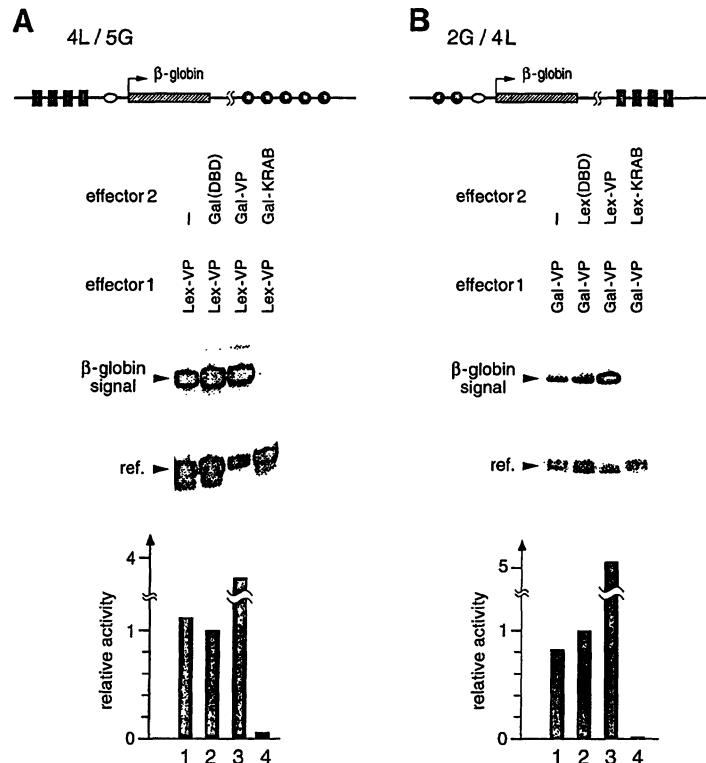 A
4L / 5G
β-globin
effector 2
–
Gal(DBD)
Gal-VP
Gal-KRAB
effector 1
Lex-VP
Lex-VP
Lex-VP
Lex-VP
β-globin
signal
ref.
relative activity
4
1
0
1 2 3 4
B
2G / 4L
β-globin
effector 2
–
Lex(DBD)
Lex-VP
Lex-KRAB
effector 1
Gal-VP
Gal-VP
Gal-VP
Gal-VP
β-globin
signal
ref.
relative activity
5
1
0
1 2 3 4